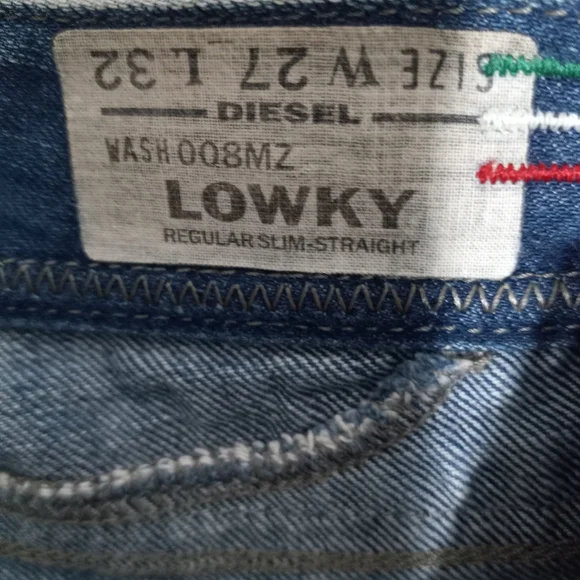 SIZE W 27 L 32
DIESEL
WASH 008MZ
LOWKY
REGULAR SLIM-STRAIGHT